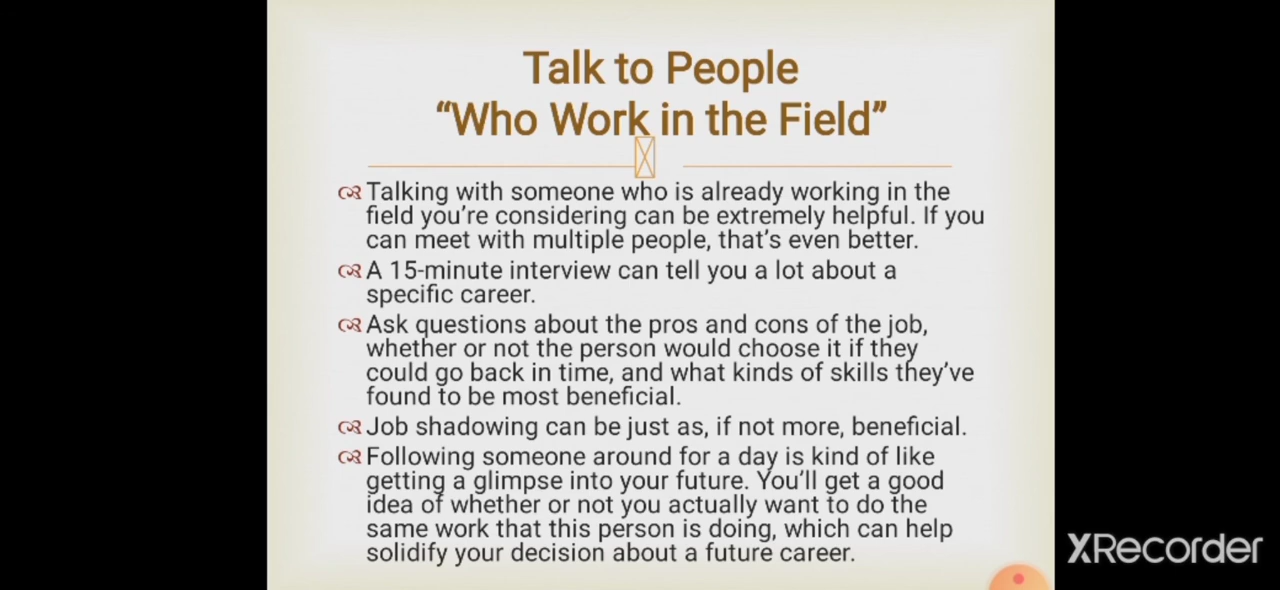 Talk to People
“Who Work in the Field”
Talking with someone who is already working in the
field you’re considering can be extremely helpful. If you
can meet with multiple people, that’s even better.
A 15-minute interview can tell you a lot about a
specific career.
Ask questions about the pros and cons of the job,
whether or not the person would choose it if they
could go back in time, and what kinds of skills they’ve
found to be most beneficial.
Job shadowing can be just as, if not more, beneficial.
Following someone around for a day is kind of like
getting a glimpse into your future. You’ll get a good
idea of whether or not you actually want to do the
same work that this person is doing, which can help
solidify your decision about a future career.
XRecorder